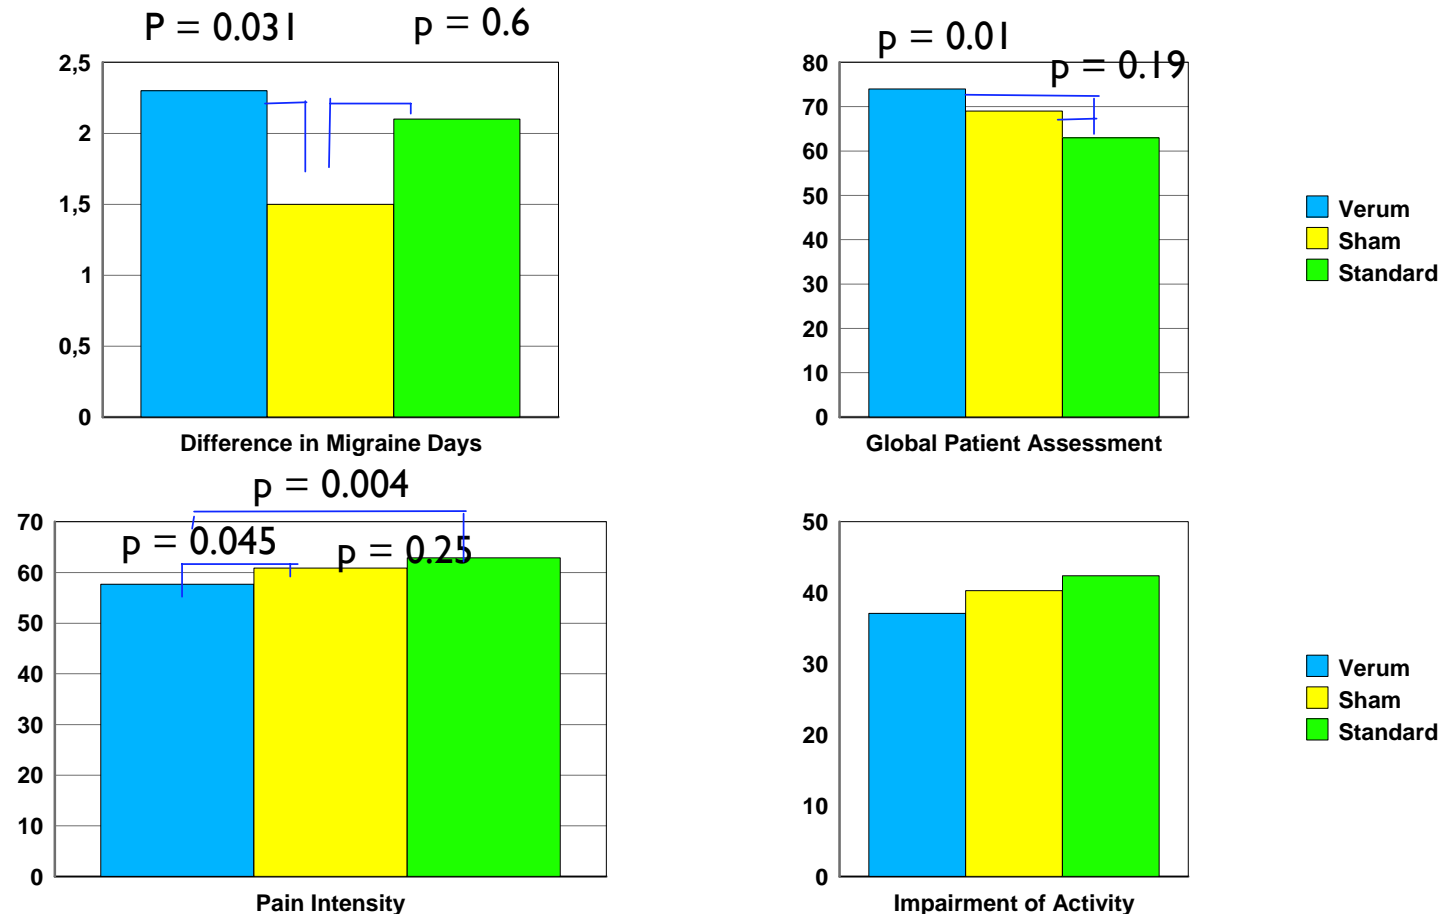 P = 0.031
p = 0.6
2,5
2
1,5
1
0,5
0
Difference in Migraine Days
p = 0.01
p = 0.19
80
70
60
50
40
30
20
10
0
Global Patient Assessment
Verum
Sham
Standard
p = 0.004
p = 0.045
p = 0.25
70
60
50
40
30
20
10
0
Pain Intensity
50
40
30
20
10
0
Impairment of Activity
Verum
Sham
Standard